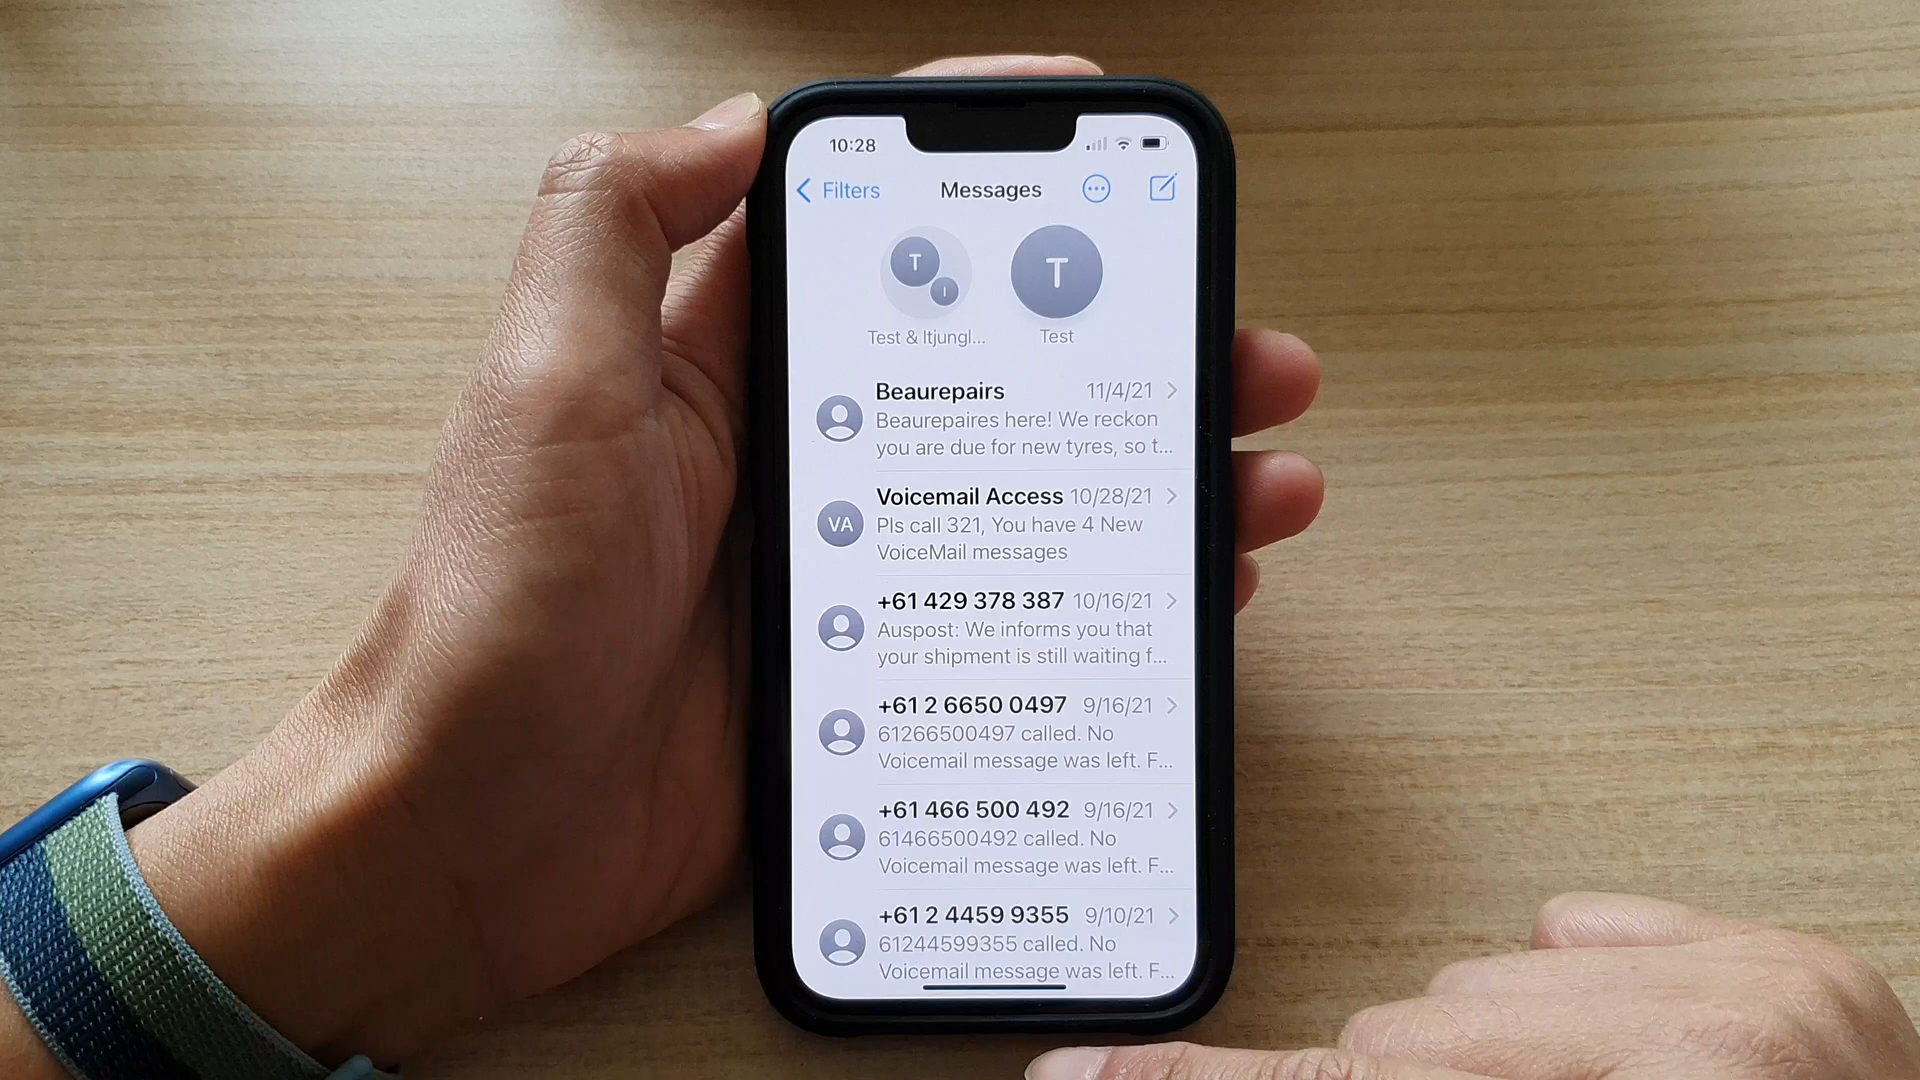 10:28
Filters
Messages
T
I
T
Test & Itjungl...
Test
Beaurepairs 11/4/21
Beaurepaires here! We reckon
you are due for new tyres, so t...
VA
Voicemail Access 10/28/21
Pls call 321, You have 4 New
VoiceMail messages
+61 429 378 387 10/16/21
Auspost: We informs you that
your shipment is still waiting f...
+61 2 6650 0497 9/16/21
61266500497 called. No
Voicemail message was left. F...
+61 466 500 492 9/16/21
61466500492 called. No
Voicemail message was left. F...
+61 2 4459 9355 9/10/21
61244599355 called. No
Voicemail message was left. F...